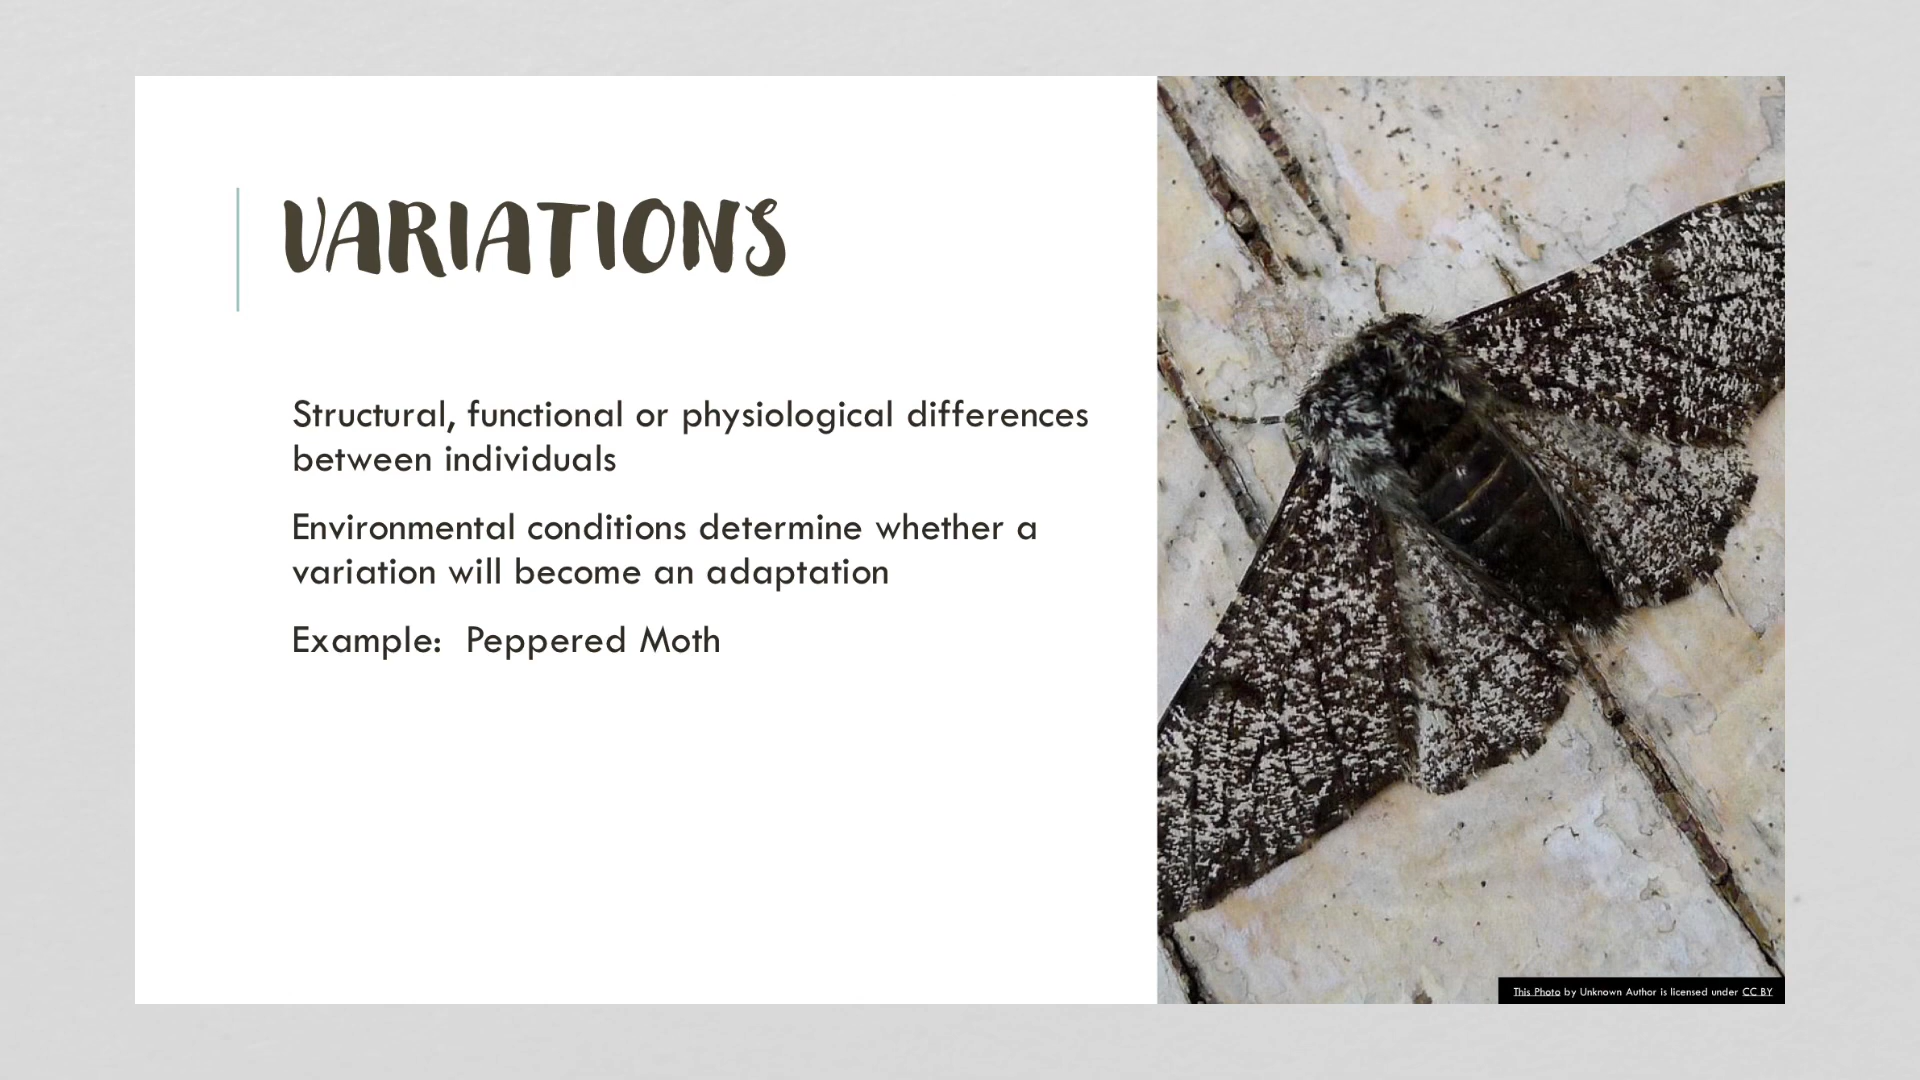 VARIATIONS
Structural, functional or physiological differences
between individuals
Environmental conditions determine whether a
variation will become an adaptation
Example:  Peppered Moth
This Photo by Unknown Author is licensed under CC BY